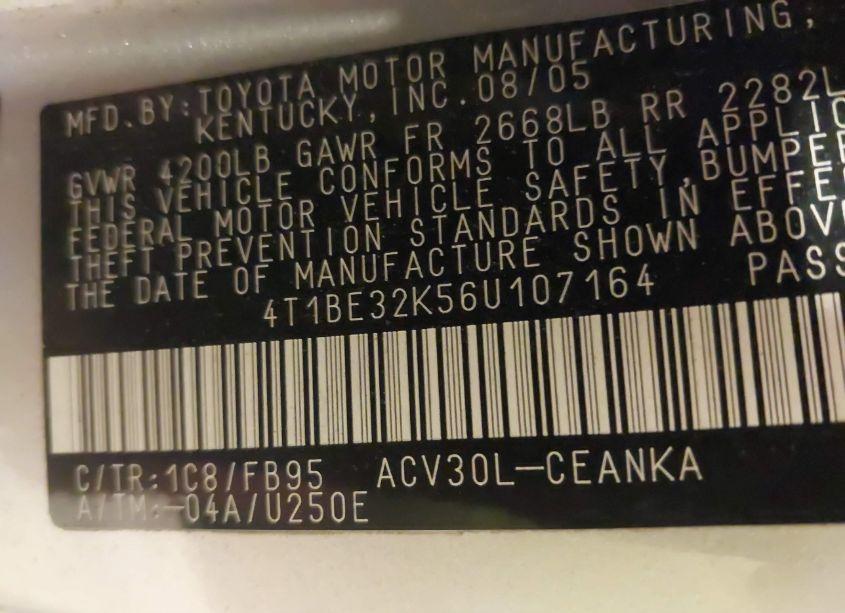 MFD.BY:TOYOTA MOTOR MANUFACTURING,
KENTUCKY, INC. 08/05
GVWR 4200LB GAWR FR 2668LB RR 2282L
THIS VEHICLE CONFORMS TO ALL APPLIC
FEDERAL MOTOR VEHICLE SAFETY,BUMPER
THEFT PREVENTION STANDARDS IN EFFE
THE DATE OF MANUFACTURE SHOWN ABOV
4T1BE32K56U107164 PASS
C/TR:1C8/FB95 ACV30L-CEANKA
A/TM:-04A/U250E